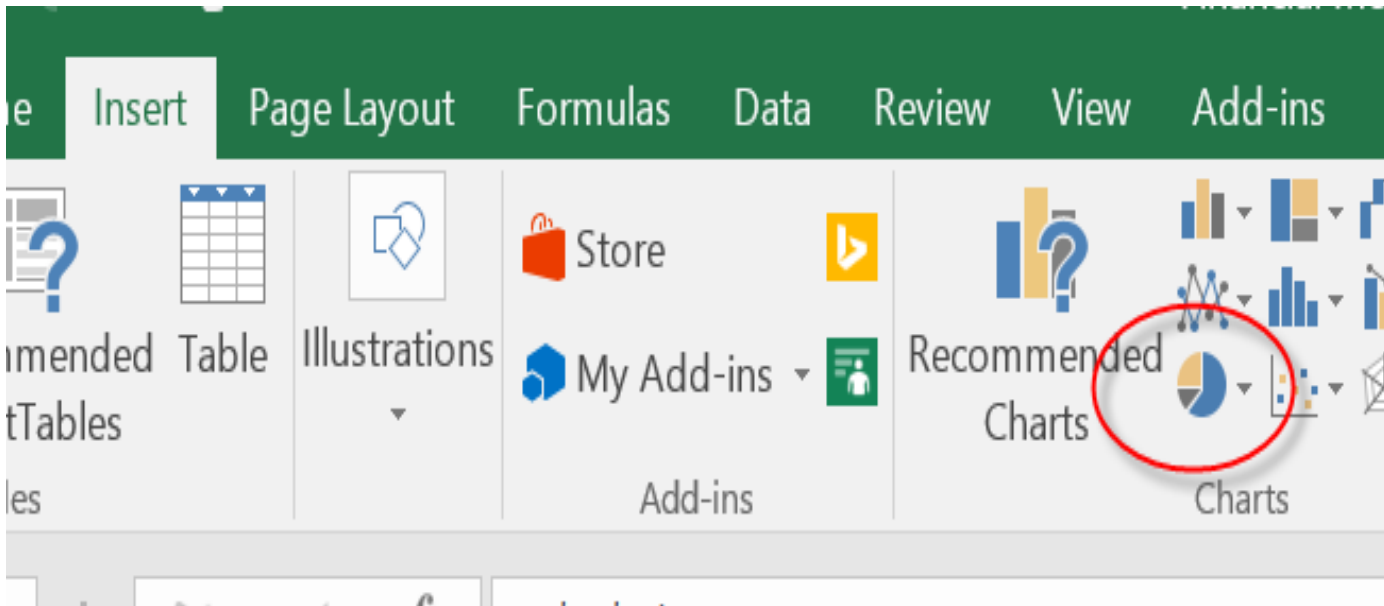 Insert Page Layout Formulas Data Review View Add-ins
Store
Table Illustrations Recommended
My Add-ins
Charts
Add-ins Charts